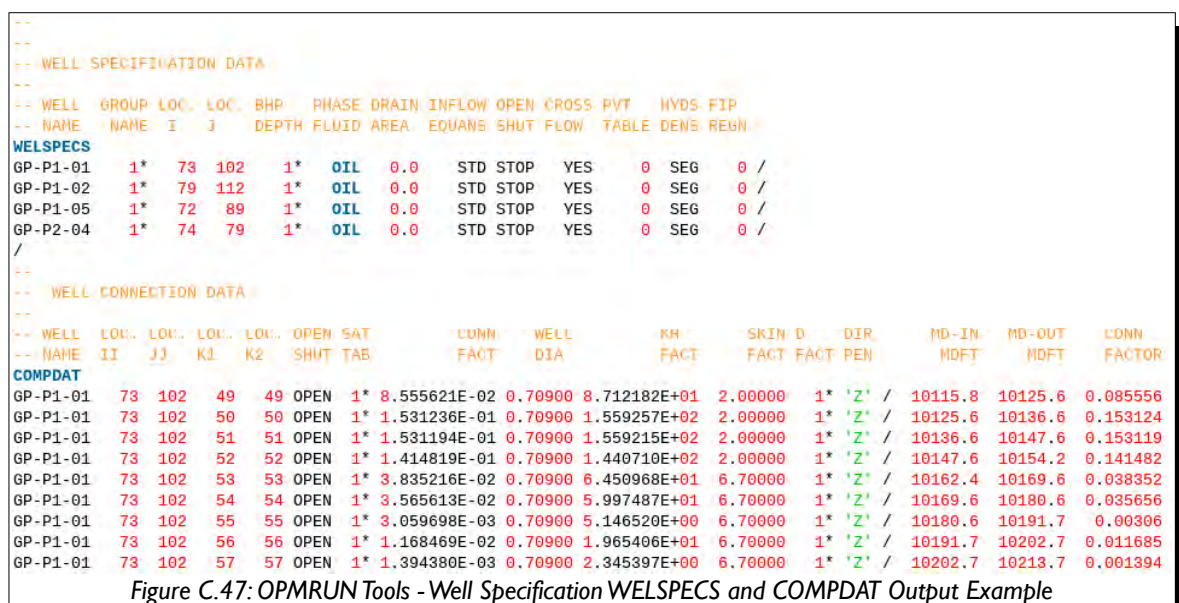 --
--
-- WELL SPECIFICATION DATA
--
-- WELL GROUP LOC. LOC. BHP PHASE DRAIN INFLOW OPEN CROSS PVT HYDS FIP
-- NAME NAME I J DEPTH FLUID AREA EQUANS SHUT FLOW TABLE DENS REGN
WELSPECS
GP-P1-01 1* 73 102 1* OIL 0.0 STD STOP YES 0 SEG 0 /
GP-P1-02 1* 79 112 1* OIL 0.0 STD STOP YES 0 SEG 0 /
GP-P1-05 1* 72 89 1* OIL 0.0 STD STOP YES 0 SEG 0 /
GP-P2-04 1* 74 79 1* OIL 0.0 STD STOP YES 0 SEG 0 /
/
--
-- WELL CONNECTION DATA
--
-- WELL LOC. LOC. LOC. LOC. OPEN SAT CONN WELL KH SKIN D DIR MD-IN MD-OUT CONN
-- NAME II JJ K1 K2 SHUT TAB FACT DIA FACT FACT FACT PEN MDFT MDFT FACTOR
COMPDAT
GP-P1-01 73 102 49 49 OPEN 1* 8.555621E-02 0.70900 8.712182E+01 2.00000 1* 'Z' / 10115.8 10125.6 0.085556
GP-P1-01 73 102 50 50 OPEN 1* 1.531236E-01 0.70900 1.559257E+02 2.00000 1* 'Z' / 10125.6 10136.6 0.153124
GP-P1-01 73 102 51 51 OPEN 1* 1.531194E-01 0.70900 1.559215E+02 2.00000 1* 'Z' / 10136.6 10147.6 0.153119
GP-P1-01 73 102 52 52 OPEN 1* 1.414819E-01 0.70900 1.440710E+02 2.00000 1* 'Z' / 10147.6 10154.2 0.141482
GP-P1-01 73 102 53 53 OPEN 1* 3.835216E-02 0.70900 6.450968E+01 6.70000 1* 'Z' / 10162.4 10169.6 0.038352
GP-P1-01 73 102 54 54 OPEN 1* 3.565613E-02 0.70900 5.997487E+01 6.70000 1* 'Z' / 10169.6 10180.6 0.035656
GP-P1-01 73 102 55 55 OPEN 1* 3.059698E-03 0.70900 5.146520E+00 6.70000 1* 'Z' / 10180.6 10191.7 0.00306
GP-P1-01 73 102 56 56 OPEN 1* 1.168469E-02 0.70900 1.965406E+01 6.70000 1* 'Z' / 10191.7 10202.7 0.011685
GP-P1-01 73 102 57 57 OPEN 1* 1.394380E-03 0.70900 2.345397E+00 6.70000 1* 'Z' / 10202.7 10213.7 0.001394
Figure C.47: OPMRUN Tools - Well Specification WELSPECS and COMPDAT Output Example